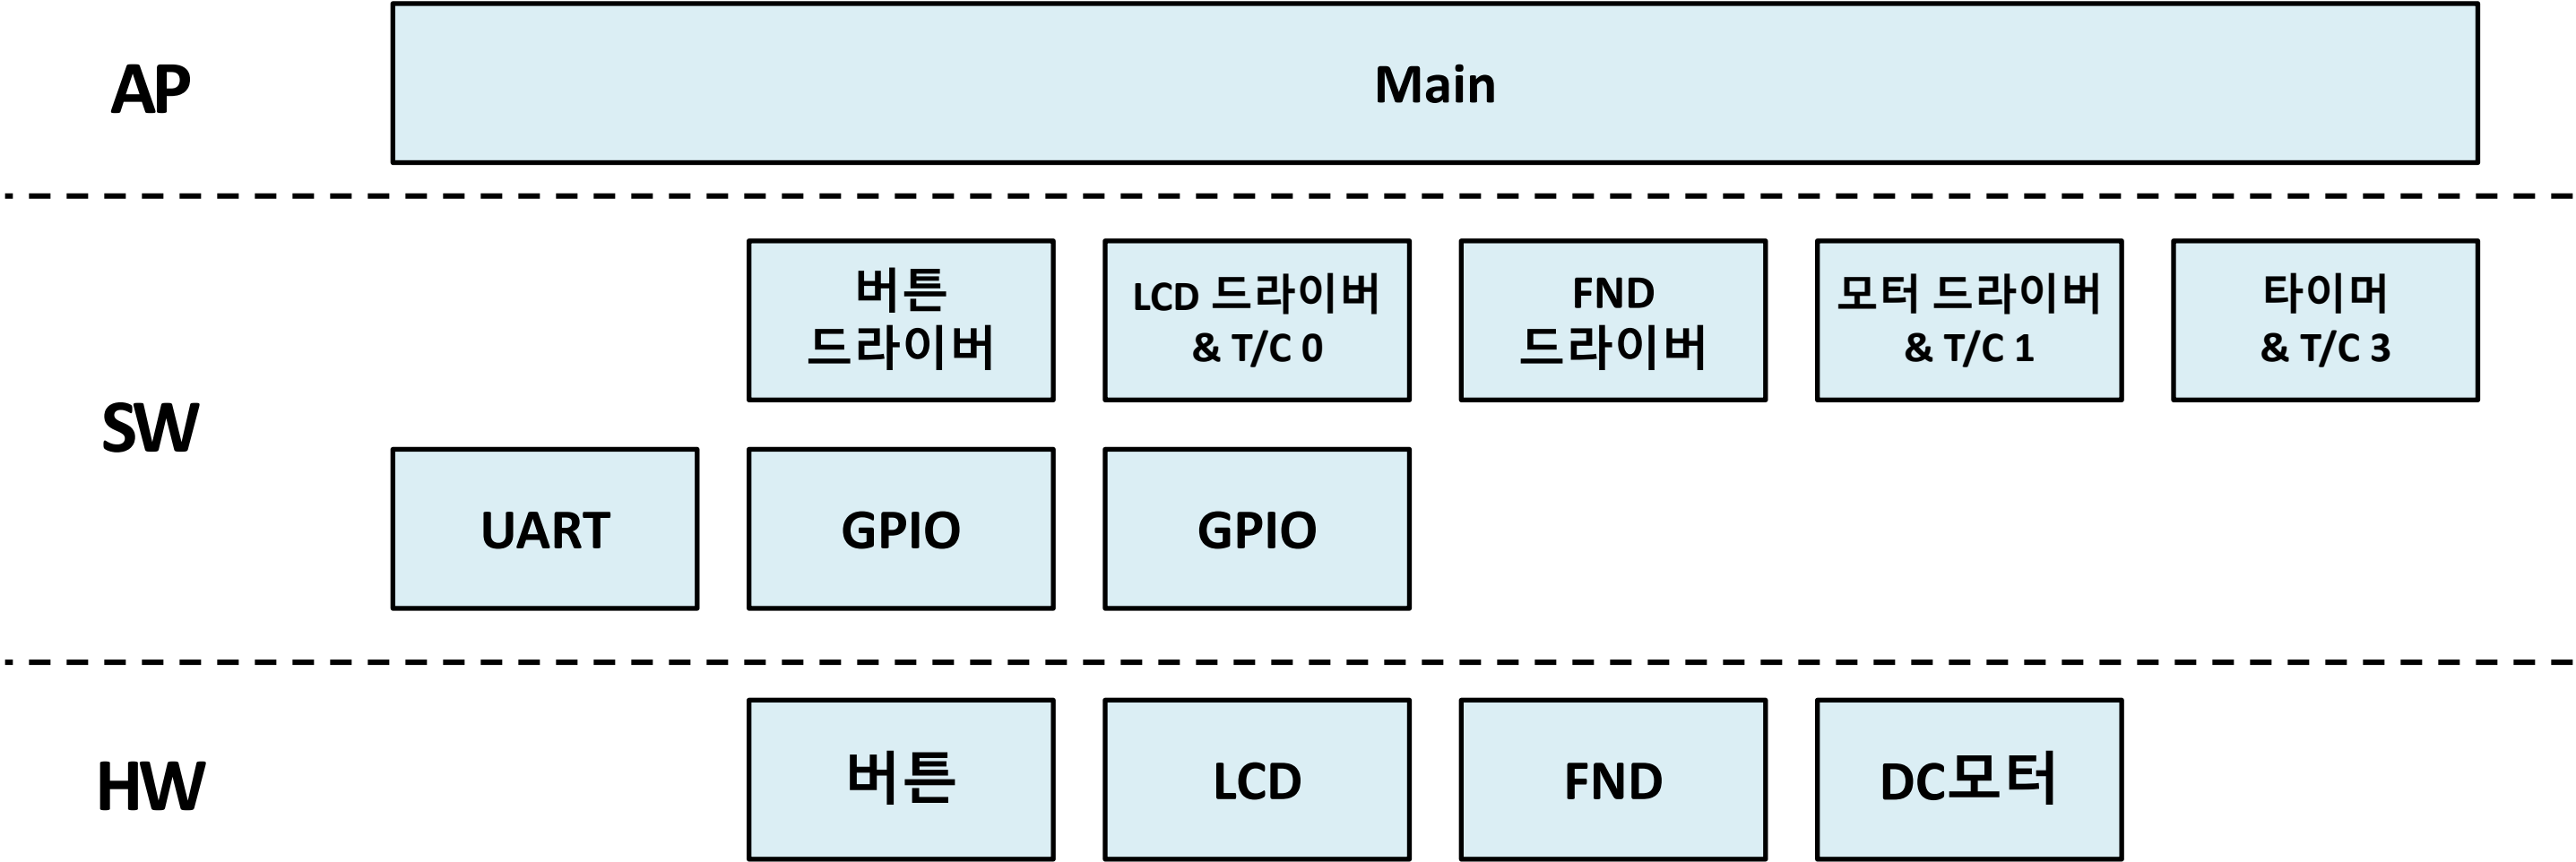 AP
Main
SW
버튼
드라이버
LCD 드라이버
& T/C 0
FND
드라이버
모터 드라이버
& T/C 1
타이머
& T/C 3
UART
GPIO
GPIO
HW
버튼
LCD
FND
DC모터